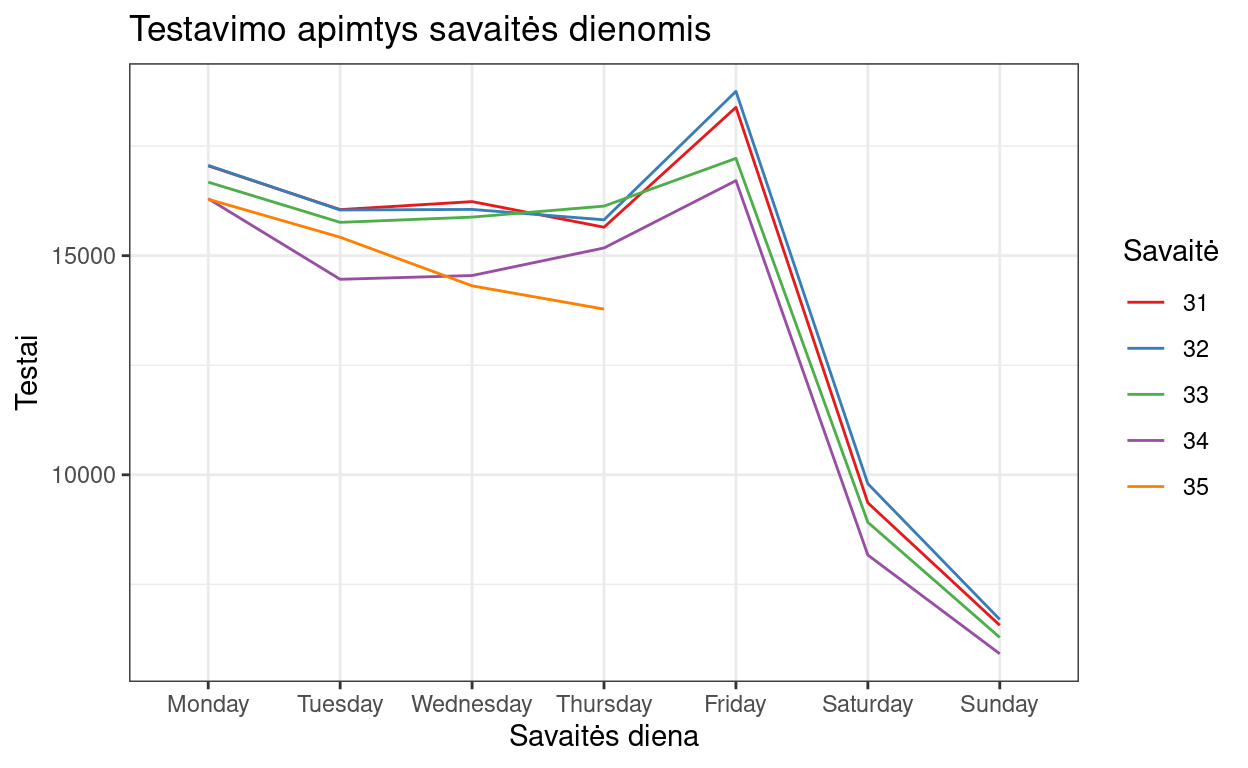 Testavimo apimtys savaitės dienomis
Testai
15000
10000
Monday Tuesday Wednesday Thursday Friday Saturday Sunday
Savaitės diena
Savaitė
31
32
33
34
35